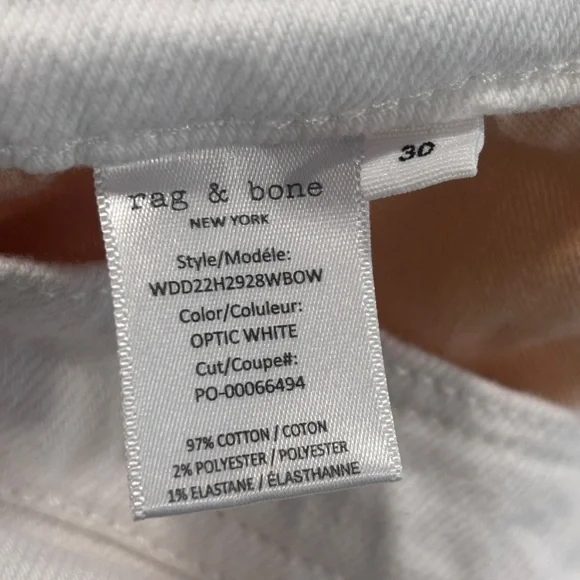 30
rag & bone
NEW YORK
Style/Modéle:
WDD22H2928WBOW
Color/Coluleur:
OPTIC WHITE
Cut/Coupe#:
PO-00066494
97% COTTON / COTON
2% POLYESTER / POLYESTER
1% ELASTANE / ÉLASTHANNE